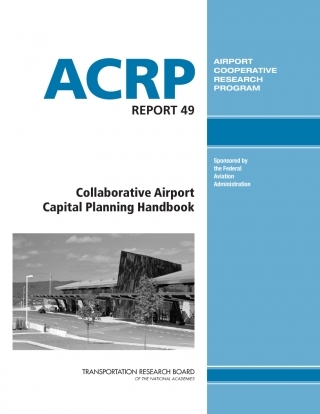 ACRP
REPORT 49
AIRPORT
COOPERATIVE
RESEARCH
PROGRAM
Sponsored by
the Federal
Aviation
Administration
Collaborative Airport
Capital Planning Handbook
TRANSPORTATION RESEARCH BOARD
OF THE NATIONAL ACADEMIES